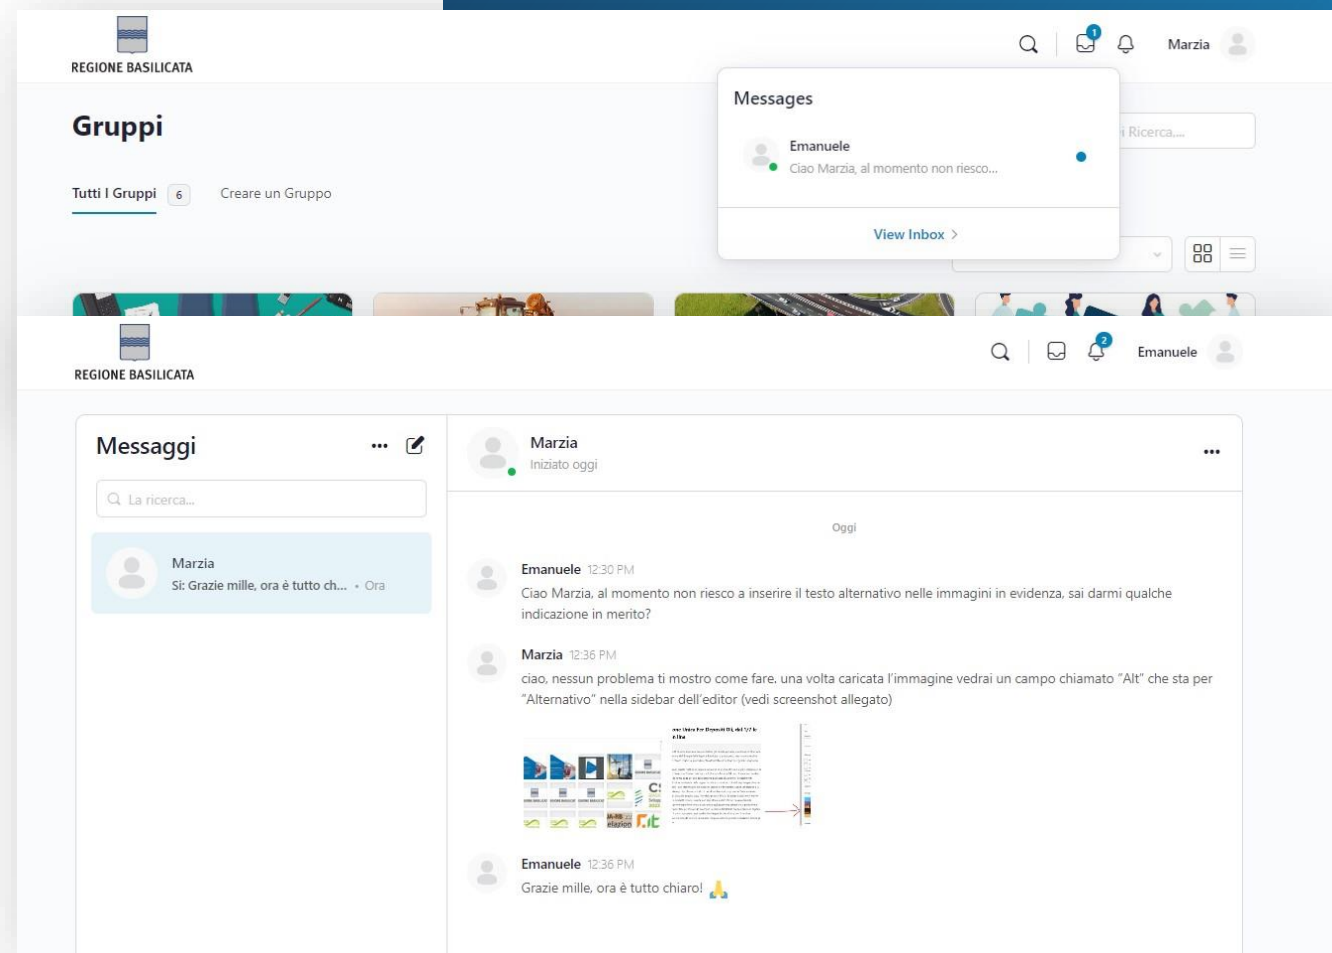 REGIONE BASILICATA
1
Marzia
Gruppi
Messages
Emanuele
Ciao Marzia, al momento non riesco...
View Inbox >
i Ricerca....
Tutti I Gruppi 6 Creare un Gruppo
REGIONE BASILICATA
2
Emanuele
Messaggi
La ricerca...
Marzia
Si: Grazie mille, ora è tutto ch... • Ora
Marzia
Iniziato oggi
Oggi
Emanuele 12:30 PM
Ciao Marzia, al momento non riesco a inserire il testo alternativo nelle immagini in evidenza, sai darmi qualche
indicazione in merito?
Marzia 12:36 PM
ciao, nessun problema ti mostro come fare, una volta caricata l'immagine vedrai un campo chiamato "Alt" che sta per
"Alternativo" nella sidebar dell'editor (vedi screenshot allegato)
Emanuele 12:36 PM
Grazie mille, ora è tutto chiaro! 🙏